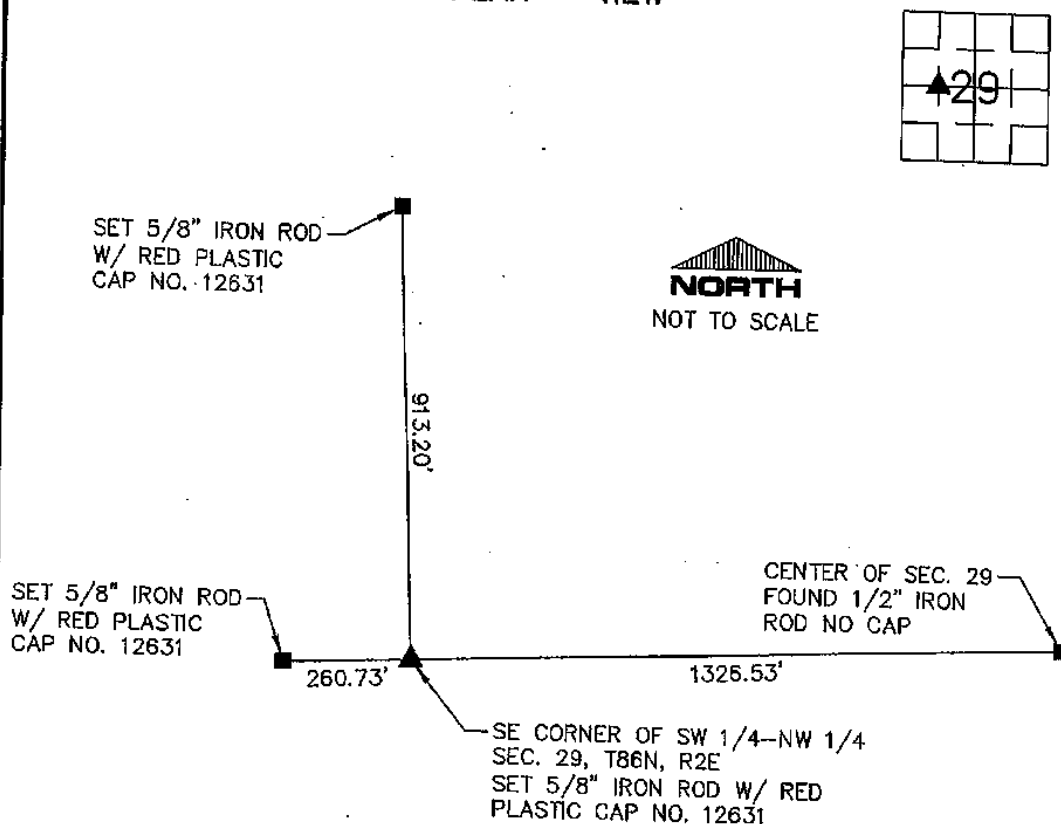 29
SET 5/8" IRON ROD
W/ RED PLASTIC
CAP NO. 12631
NORTH
NOT TO SCALE
913.20'
SET 5/8" IRON ROD
W/ RED PLASTIC
CAP NO. 12631
CENTER OF SEC. 29
FOUND 1/2" IRON
ROD NO CAP
260.73'
1326.53'
SE CORNER OF SW 1/4-NW 1/4
SEC. 29, T86N, R2E
SET 5/8" IRON ROD W/ RED
PLASTIC CAP NO. 12631